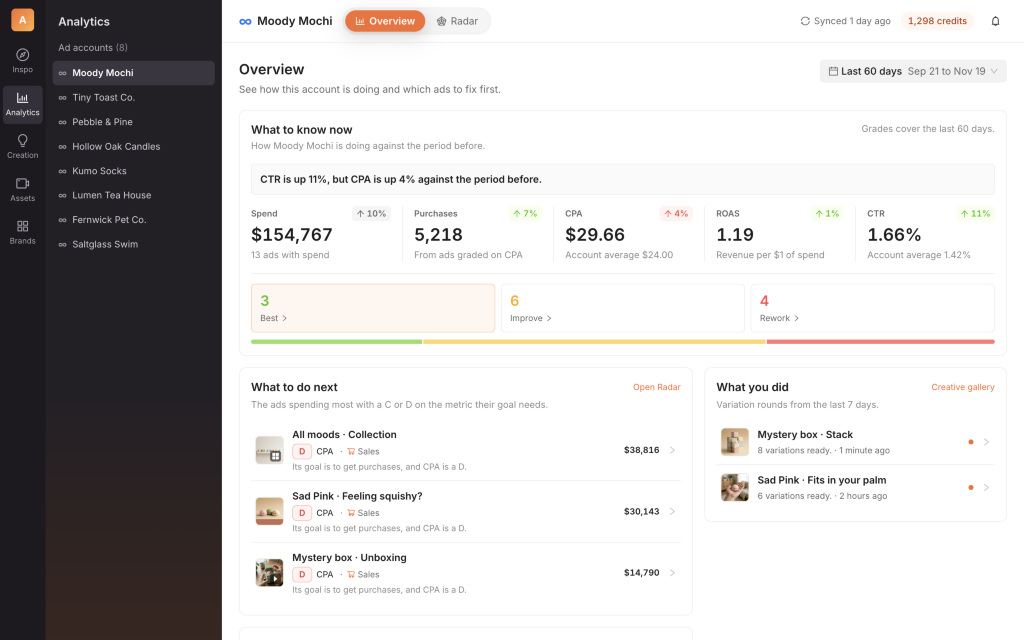 A
Inspo
Analytics
Creation
Assets
Brands
Analytics
Ad accounts (8)
Moody Mochi
Tiny Toast Co.
Pebble & Pine
Hollow Oak Candles
Kumo Socks
Lumen Tea House
Fernwick Pet Co.
Saltglass Swim
Moody Mochi
Overview
Radar
Synced 1 day ago
1,298 credits
Overview
See how this account is doing and which ads to fix first.
Last 60 days Sep 21 to Nov 19
What to know now
How Moody Mochi is doing against the period before.
Grades cover the last 60 days.
CTR is up 11%, but CPA is up 4% against the period before.
Spend ↑ 10%
$154,767
13 ads with spend
Purchases ↑ 7%
5,218
From ads graded on CPA
CPA ↑ 4%
$29.66
Account average $24.00
ROAS ↑ 1%
1.19
Revenue per $1 of spend
CTR ↑ 11%
1.66%
Account average 1.42%
3
Best >
6
Improve >
4
Rework >
What to do next
Open Radar
The ads spending most with a C or D on the metric their goal needs.
All moods · Collection
D CPA · Sales
Its goal is to get purchases, and CPA is a D.
$38,816
Sad Pink · Feeling squishy?
D CPA · Sales
Its goal is to get purchases, and CPA is a D.
$30,143
Mystery box · Unboxing
D CPA · Sales
Its goal is to get purchases, and CPA is a D.
$14,790
What you did
Creative gallery
Variation rounds from the last 7 days.
Mystery box · Stack
8 variations ready. · 1 minute ago
Sad Pink · Fits in your palm
6 variations ready. · 2 hours ago